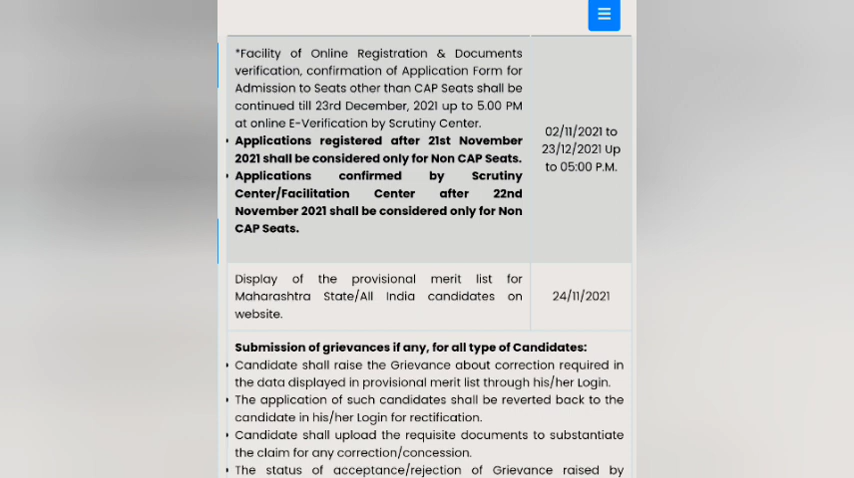 *Facility of Online Registration & Documents
verification, confirmation of Application Form for
Admission to Seats other than CAP Seats shall be
continued till 23rd December, 2021 up to 5.00 PM
at online E-Verification by Scrutiny Center.
• Applications registered after 21st November
2021 shall be considered only for Non CAP Seats.
• Applications confirmed by Scrutiny
Center/Facilitation Center after 22nd
November 2021 shall be considered only for Non
CAP Seats.
02/11/2021 to
23/12/2021 Up
to 05:00 P.M.
Display of the provisional merit list for
Maharashtra State/All India candidates on
website.
24/11/2021
Submission of grievances if any, for all type of Candidates:
• Candidate shall raise the Grievance about correction required in
the data displayed in provisional merit list through his/her Login.
• The application of such candidates shall be reverted back to the
candidate in his/her Login for rectification.
• Candidate shall upload the requisite documents to substantiate
the claim for any correction/concession.
• The status of acceptance/rejection of Grievance raised by